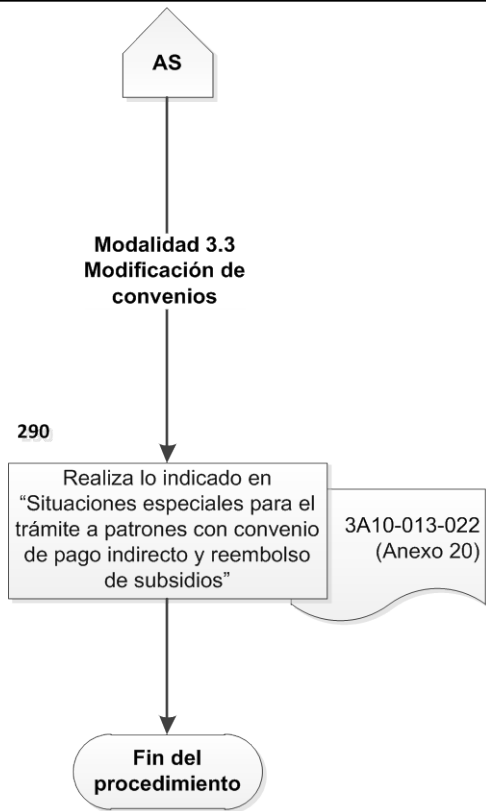 AS
Modalidad 3.3
Modificación de
convenios
290
Realiza lo indicado en
“Situaciones especiales para el
trámite a patrones con convenio
de pago indirecto y reembolso
de subsidios”
3A10-013-022
(Anexo 20)
Fin del
procedimiento